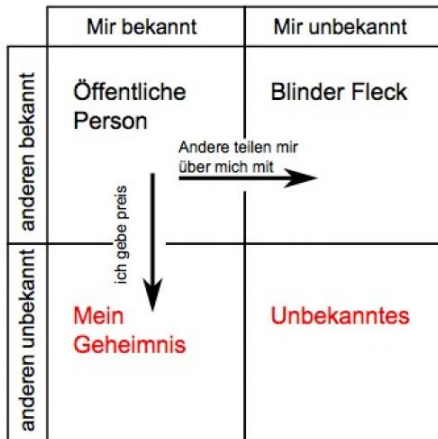 Mir bekannt
Mir unbekannt
anderen bekannt
Öffentliche
Person
Blinder Fleck
Andere teilen mir
über mich mit
ich gebe preis
anderen unbekannt
Mein
Geheimnis
Unbekanntes